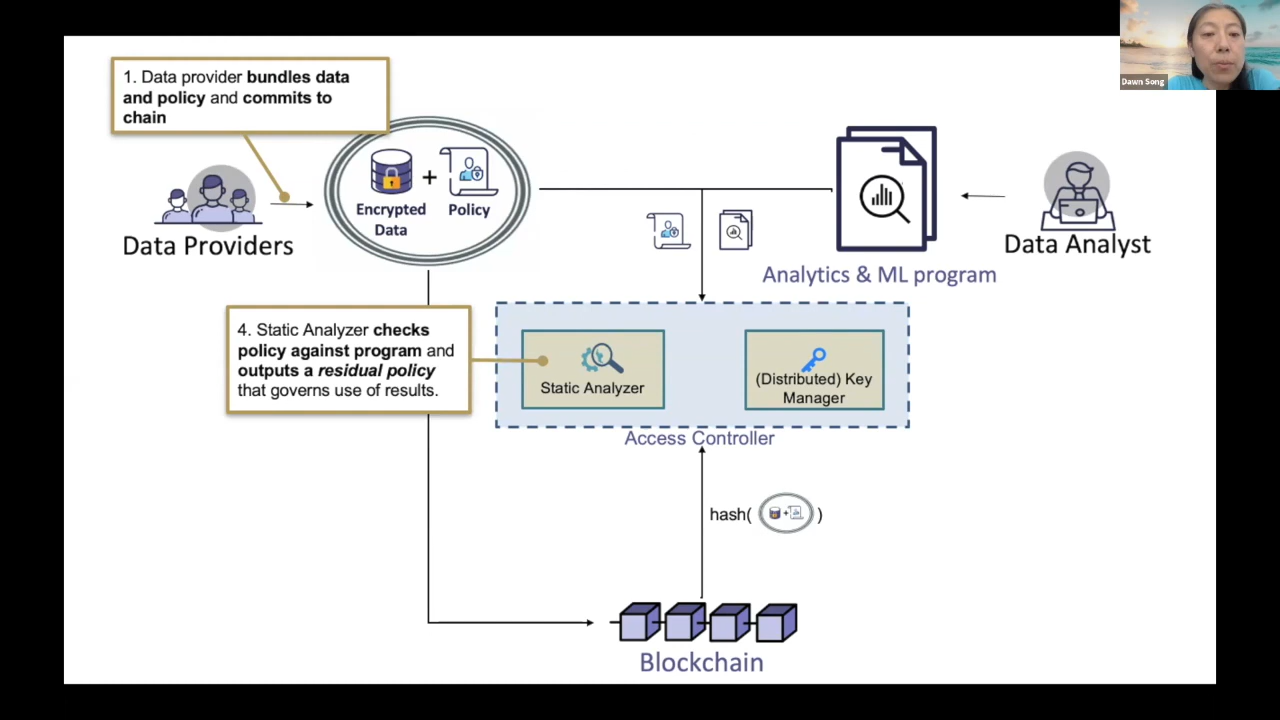 Dawn Song
1. Data provider bundles data
and policy and commits to
chain
Encrypted
Data
+
Policy
Data Providers
Analytics & ML program
Data Analyst
4. Static Analyzer checks
policy against program and
outputs a residual policy
that governs use of results.
Static Analyzer
(Distributed) Key
Manager
Access Controller
hash( + )
Blockchain